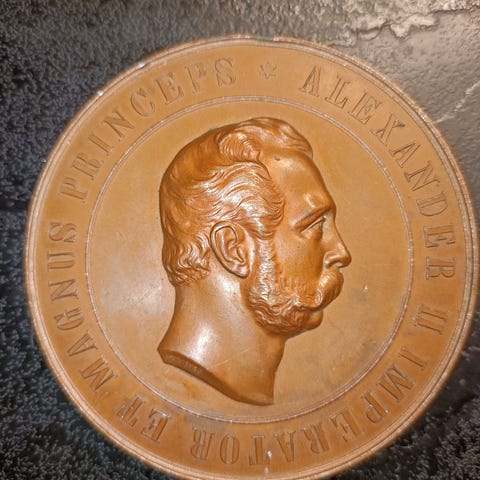 ALEXANDER II IMPERATOR ET MAGNUS PRINCEPS